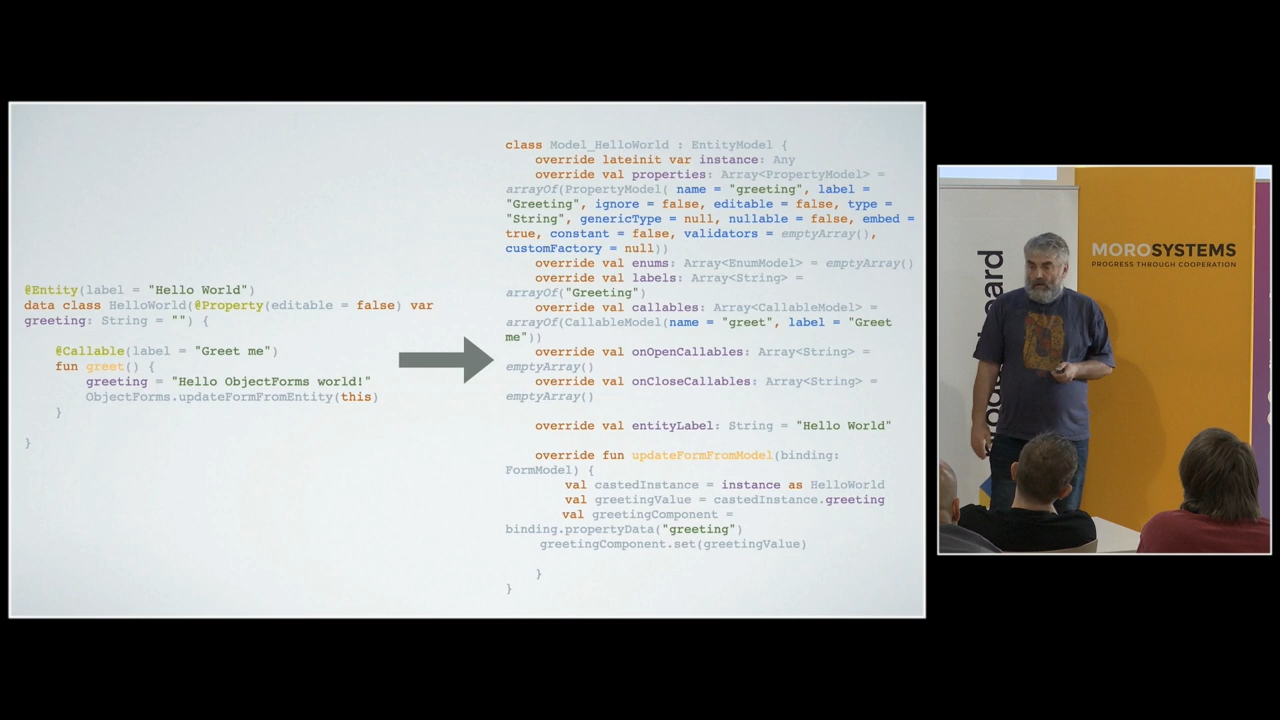 @Entity(label = "Hello World")
data class HelloWorld(@Property(editable = false) var
greeting: String = "") {
@Callable(label = "Greet me")
fun greet() {
greeting = "Hello ObjectForms world!"
ObjectForms.updateFormFromEntity(this)
}
}
class Model_HelloWorld : EntityModel {
override lateinit var instance: Any
override val properties: Array<PropertyModel> =
arrayOf(PropertyModel( name = "greeting", label =
"Greeting", ignore = false, editable = false, type =
"String", genericType = null, nullable = false, embed =
true, constant = false, validators = emptyArray(),
customFactory = null))
override val enums: Array<EnumModel> = emptyArray()
override val labels: Array<String> =
arrayOf("Greeting")
override val callables: Array<CallableModel> =
arrayOf(CallableModel(name = "greet", label = "Greet
me"))
override val onOpenCallables: Array<String> =
emptyArray()
override val onCloseCallables: Array<String> =
emptyArray()
override val entityLabel: String = "Hello World"
override fun updateFormFromModel(binding:
FormModel) {
val castedInstance = instance as HelloWorld
val greetingValue = castedInstance.greeting
val greetingComponent =
binding.propertyData("greeting")
greetingComponent.set(greetingValue)
}
}
MOROSYSTEMS
PROGRESS THROUGH COOPERATION